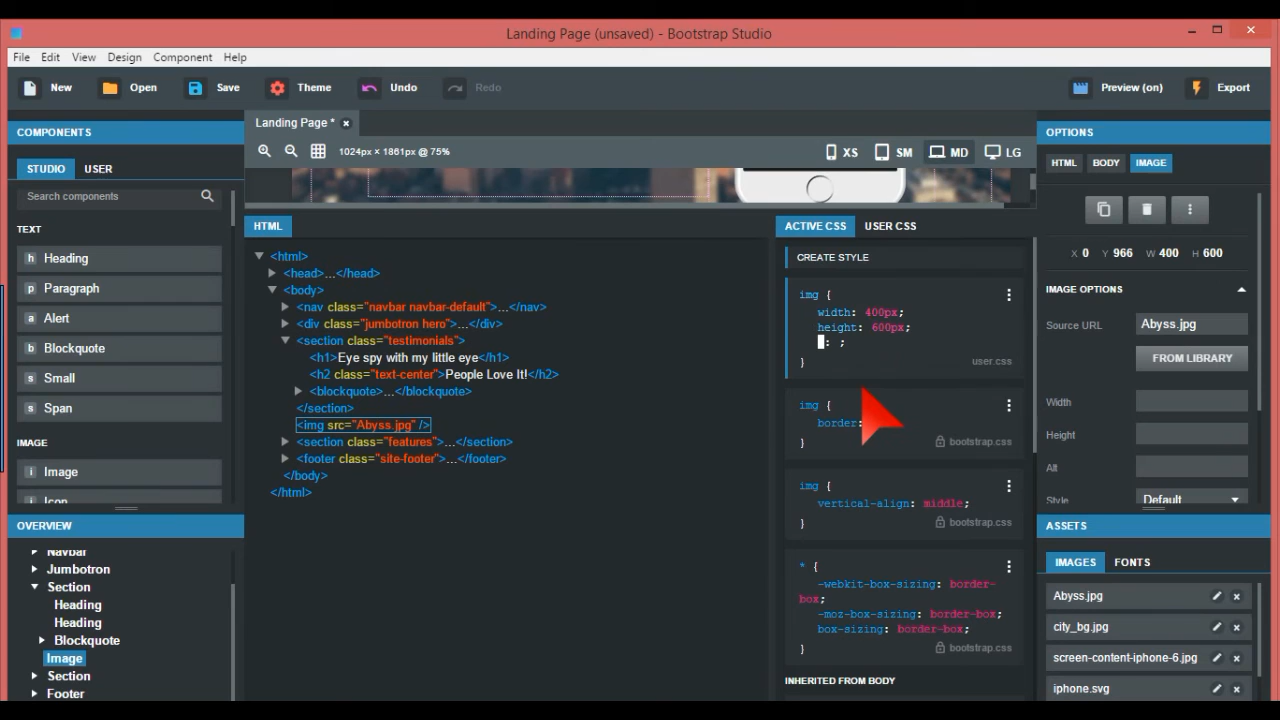 Landing Page (unsaved) - Bootstrap Studio
File Edit View Design Component Help
New Open Save Theme Undo Redo Preview (on) Export
COMPONENTS
STUDIO USER
Search components
TEXT
h Heading
p Paragraph
a Alert
b Blockquote
s Small
s Span
IMAGE
i Image
i Icon
OVERVIEW
Navbar
Jumbotron
Section
Heading
Heading
Blockquote
Image
Section
Footer
Landing Page *
1024px × 1861px @ 75%
XS SM MD LG
HTML
<html>
<head>...</head>
<body>
<nav class="navbar navbar-default">...</nav>
<div class="jumbotron hero">...</div>
<section class="testimonials">
<h1>Eye spy with my little eye</h1>
<h2 class="text-center">People Love It!</h2>
<blockquote>...</blockquote>
</section>
<img src="Abyss.jpg" />
<section class="features">...</section>
<footer class="site-footer">...</footer>
</body>
</html>
ACTIVE CSS USER CSS
CREATE STYLE
img {
width: 400px;
height: 600px;
: ;
}
user.css
img {
border:
}
bootstrap.css
img {
vertical-align: middle;
}
bootstrap.css
* {
-webkit-box-sizing: border-
box;
-moz-box-sizing: border-box;
box-sizing: border-box;
}
bootstrap.css
INHERITED FROM BODY
OPTIONS
HTML BODY IMAGE
X 0 Y 966 W 400 H 600
IMAGE OPTIONS
Source URL Abyss.jpg
FROM LIBRARY
Width
Height
Alt
Style Default
ASSETS
IMAGES FONTS
Abyss.jpg
city_bg.jpg
screen-content-iphone-6.jpg
iphone.svg